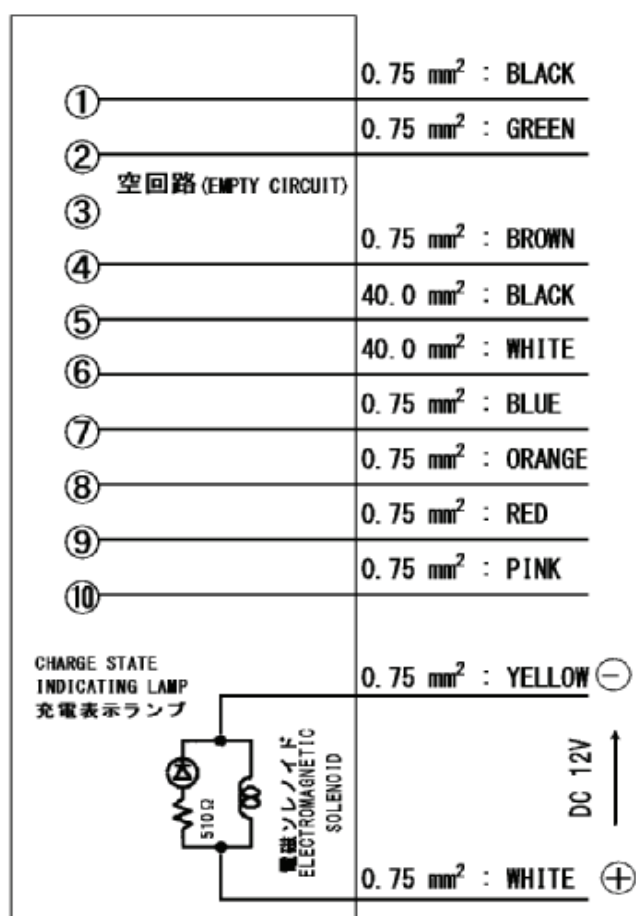 0.75 mm² : BLACK
①
0.75 mm² : GREEN
②
空回路(EMPTY CIRCUIT)
③
0.75 mm² : BROWN
④
40.0 mm² : BLACK
⑤
40.0 mm² : WHITE
⑥
0.75 mm² : BLUE
⑦
0.75 mm² : ORANGE
⑧
0.75 mm² : RED
⑨
0.75 mm² : PINK
⑩
CHARGE STATE
INDICATING LAMP
充電表示ランプ
0.75 mm² : YELLOW ⊖
510Ω
電磁ソレノイド
ELECTROMAGNETIC
SOLENOID
DC 12V
0.75 mm² : WHITE ⊕